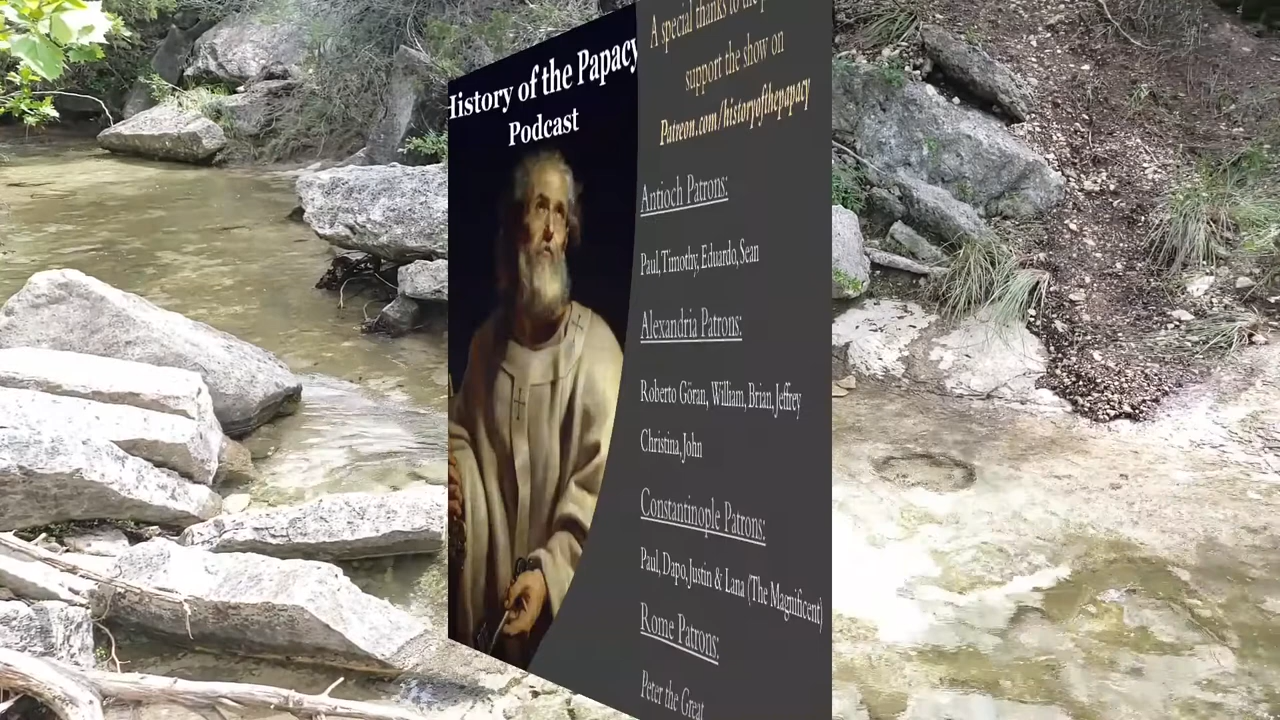 History of the Papacy
Podcast
A special thanks to the
support the show on
Patreon.com/historyofthepapacy
Antioch Patrons:
Paul, Timothy, Eduardo, Sean
Alexandria Patrons:
Roberto Göran, William, Brian, Jeffrey
Christina, John
Constantinople Patrons:
Paul, Dapo, Justin & Lana (The Magnificent)
Rome Patrons:
Peter the Great